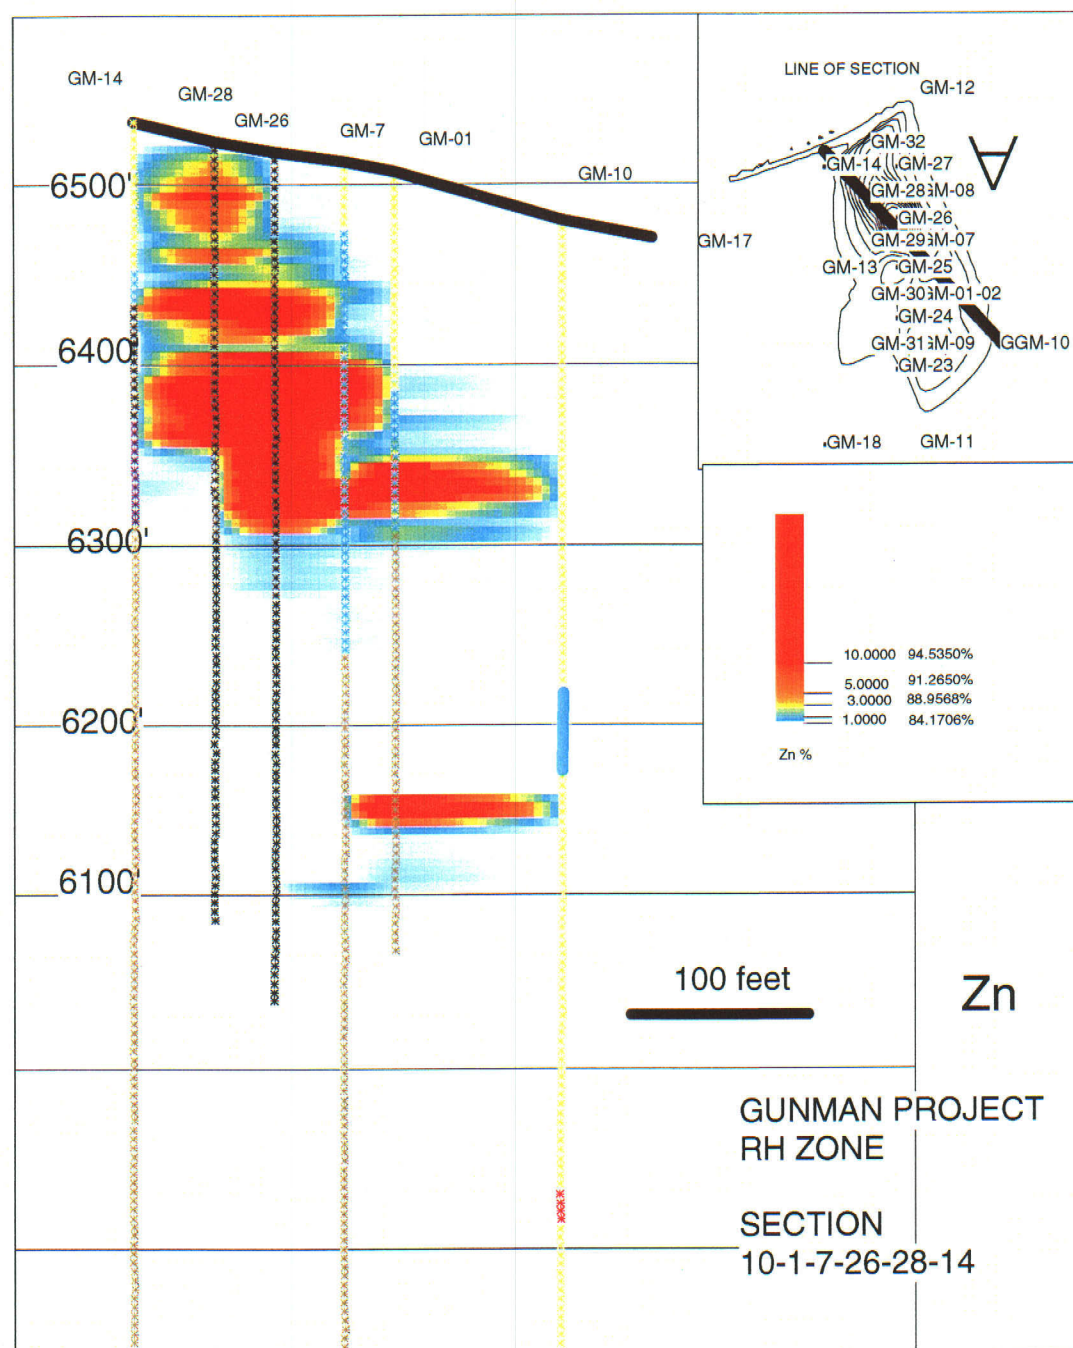 LINE OF SECTION
GM-12
GM-14
GM-28
GM-26
GM-7
GM-01
GM-10
GM-17
6500'
6400'
6300'
6200'
6100'
GM-32
GM-14
GM-27
GM-28
GM-08
GM-26
GM-29
GM-07
GM-13
GM-25
GM-30
GM-01-02
GM-24
GM-31
GM-09
GGM-10
GM-23
GM-18
GM-11
10.0000 94.5350%
5.0000 91.2650%
3.0000 88.9568%
1.0000 84.1706%
Zn %
100 feet
Zn
GUNMAN PROJECT
RH ZONE
SECTION
10-1-7-26-28-14